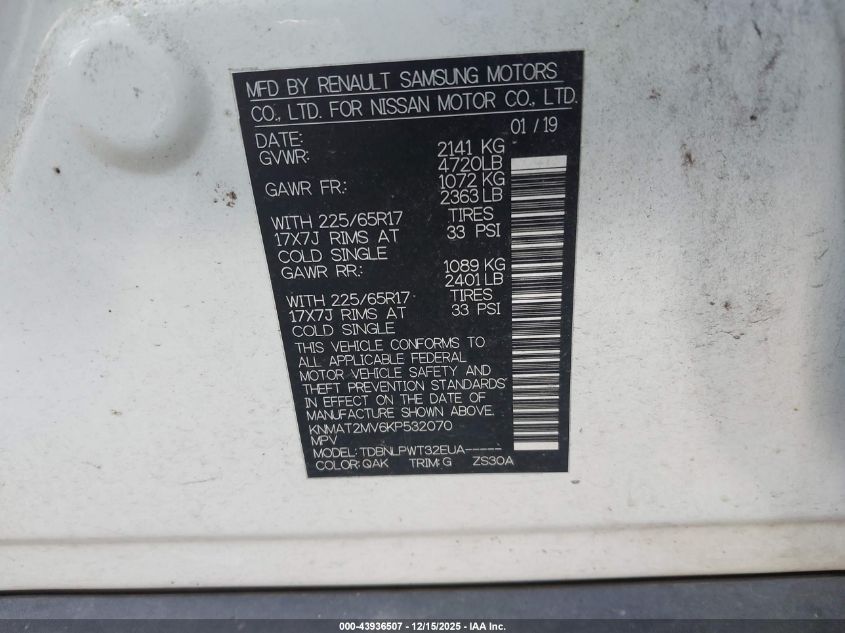 MFD BY RENAULT SAMSUNG MOTORS
CO., LTD. FOR NISSAN MOTOR CO., LTD.
DATE: 01 / 19
GVWR: 2141 KG
4720LB
GAWR FR.: 1072 KG
2363 LB
WITH 225/65R17 TIRES
17X7J RIMS AT 33 PSI
COLD SINGLE
GAWR RR.: 1089 KG
2401 LB
WITH 225/65R17 TIRES
17X7J RIMS AT 33 PSI
COLD SINGLE
THIS VEHICLE CONFORMS TO
ALL APPLICABLE FEDERAL
MOTOR VEHICLE SAFETY AND
THEFT PREVENTION STANDARDS
IN EFFECT ON THE DATE OF
MANUFACTURE SHOWN ABOVE.
KNMAT2MV6KP532070
MPV
MODEL: TDBNLPWT32EUA-----
COLOR: QAK TRIM: G ZS30A
000-43936507 - 12/15/2025 - IAA Inc.